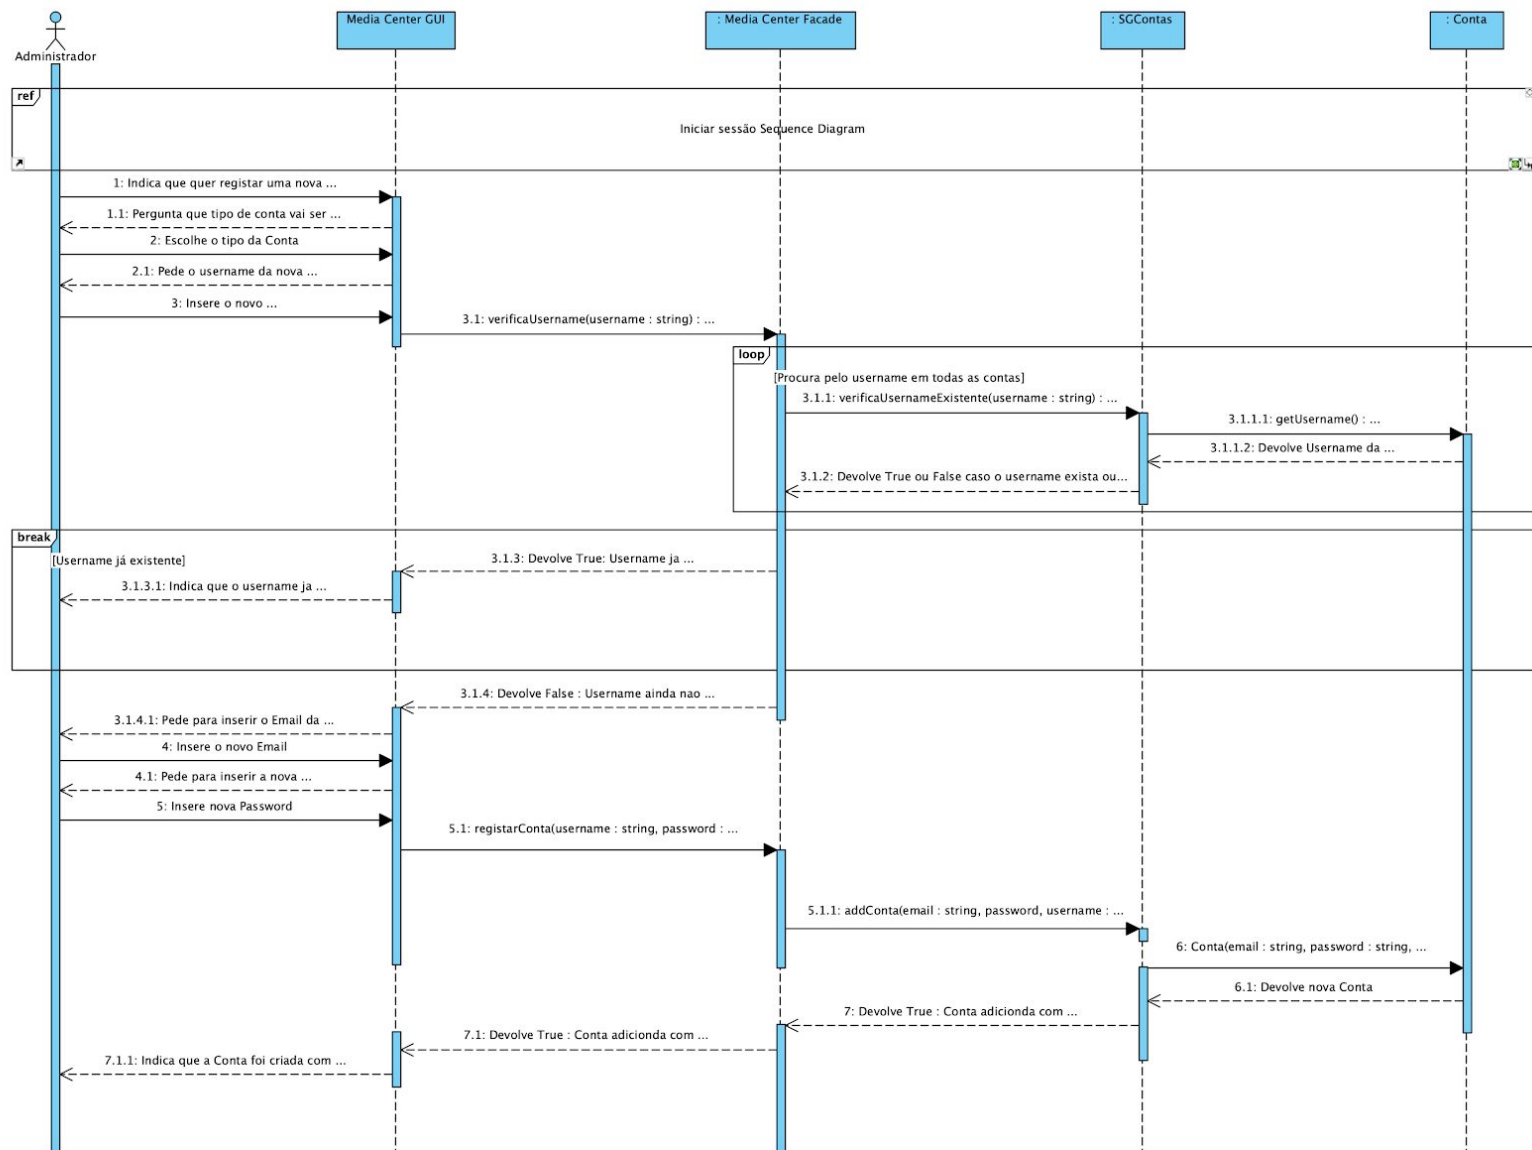 Media Center GUI
: Media Center Facade
: SGContas
: Conta
Administrador
ref
Iniciar sessão Sequence Diagram
1: Indica que quer registar uma nova ...
1.1: Pergunta que tipo de conta vai ser ...
2: Escolhe o tipo da Conta
2.1: Pede o username da nova ...
3: Insere o novo ...
3.1: verificaUsername(username : string) : ...
loop
[Procura pelo username em todas as contas]
3.1.1: verificaUsernameExistente(username : string) : ...
3.1.1.1: getUsername() : ...
3.1.1.2: Devolve Username da ...
3.1.2: Devolve True ou False caso o username exista ou...
break
[Username já existente]
3.1.3: Devolve True: Username ja ...
3.1.3.1: Indica que o username ja ...
3.1.4: Devolve False : Username ainda nao ...
3.1.4.1: Pede para inserir o Email da ...
4: Insere o novo Email
4.1: Pede para inserir a nova ...
5: Insere nova Password
5.1: registarConta(username : string, password : ...
5.1.1: addConta(email : string, password, username : ...
6: Conta(email : string, password : string, ...
6.1: Devolve nova Conta
7: Devolve True : Conta adicionda com ...
7.1: Devolve True : Conta adicionda com ...
7.1.1: Indica que a Conta foi criada com ...